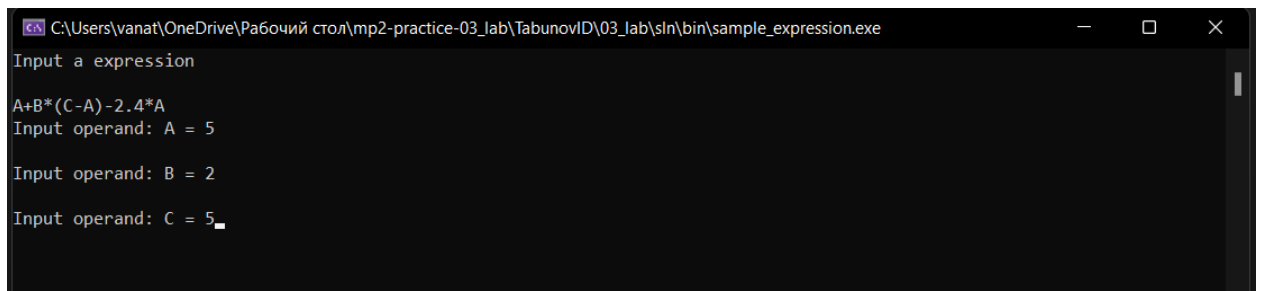 C:\Users\vanat\OneDrive\Рабочий стол\mp2-practice-03_lab\TabunovID\03_lab\sln\bin\sample_expression.exe
Input a expression
A+B*(C-A)-2.4*A
Input operand: A = 5
Input operand: B = 2
Input operand: C = 5